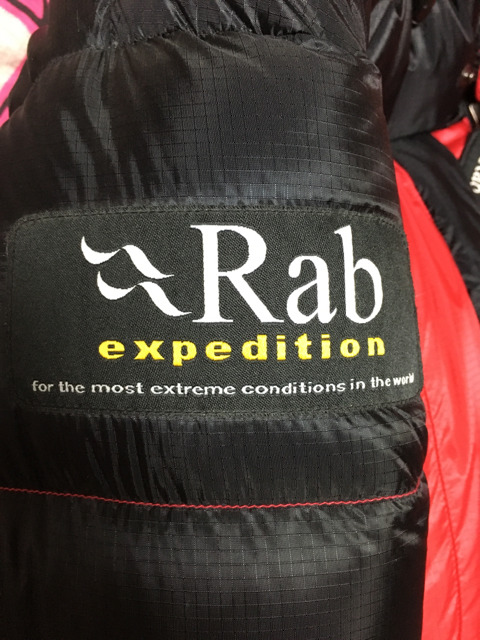 Rab
expedition
for the most extreme conditions in the world